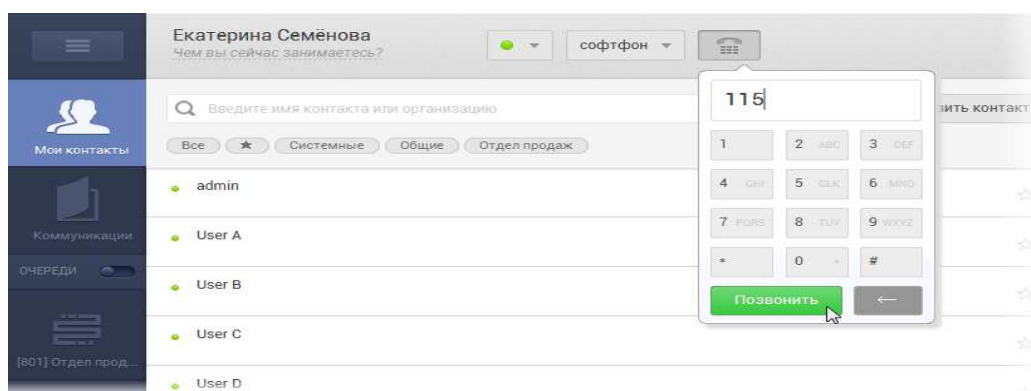 Екатерина Семёнова
Чем вы сейчас занимаетесь?
софтфон
115
Введите имя контакта или организацию
вить контакт
Мои контакты
Все ★ Системные Общие Отдел продаж
1 2 ABC 3 DEF
4 GHI 5 GLK 6 MNO
7 PQRS 8 TUV 9 WXYZ
* 0 + #
Позвонить ←
admin
User A
User B
User C
User D
Коммуникации
ОЧЕРЕДИ
[801] Отдел прод...